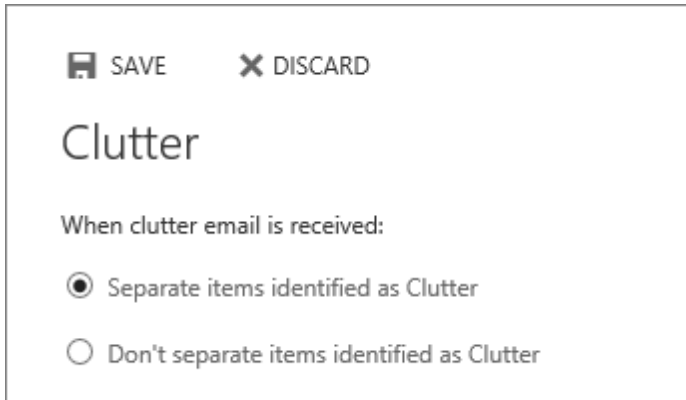 SAVE DISCARD
Clutter
When clutter email is received:
Separate items identified as Clutter
Don't separate items identified as Clutter